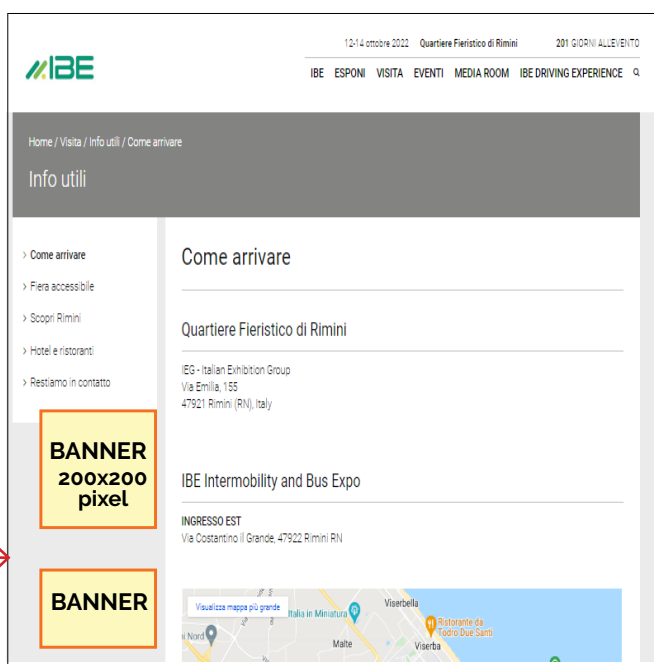 12-14 ottobre 2022 Quartiere Fieristico di Rimini 201 GIORNI ALLEVENTO
IBE
IBE ESPONI VISITA EVENTI MEDIA ROOM IBE DRIVING EXPERIENCE
Home / Visita / Info utili / Come arrivare
Info utili
> Come arrivare
> Fiera accessibile
> Scopri Rimini
> Hotel e ristoranti
> Restiamo in contatto
BANNER
200x200
pixel
BANNER
Come arrivare
Quartiere Fieristico di Rimini
IEG - Italian Exhibition Group
Via Emilia, 155
47921 Rimini (RN), Italy
IBE Intermobility and Bus Expo
INGRESSO EST
Via Costantino il Grande, 47922 Rimini RN
Visualizza mappa più grande
Italia in Miniatura
Viserbella
Ristorante da
Todro Due Santi
i Nord
Malte
Viserba